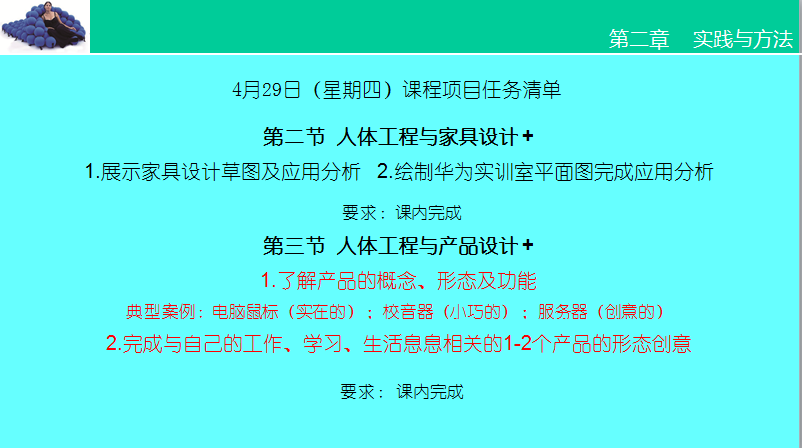 第二章 实践与方法
4月29日（星期四）课程项目任务清单
第二节 人体工程与家具设计+
1.展示家具设计草图及应用分析 2.绘制华为实训室平面图完成应用分析
要求：课内完成
第三节 人体工程与产品设计+
1.了解产品的概念、形态及功能
典型案例：电脑鼠标（实在的）；校音器（小巧的）；服务器（创意的）
2.完成与自己的工作、学习、生活息息相关的1-2个产品的形态创意
要求： 课内完成